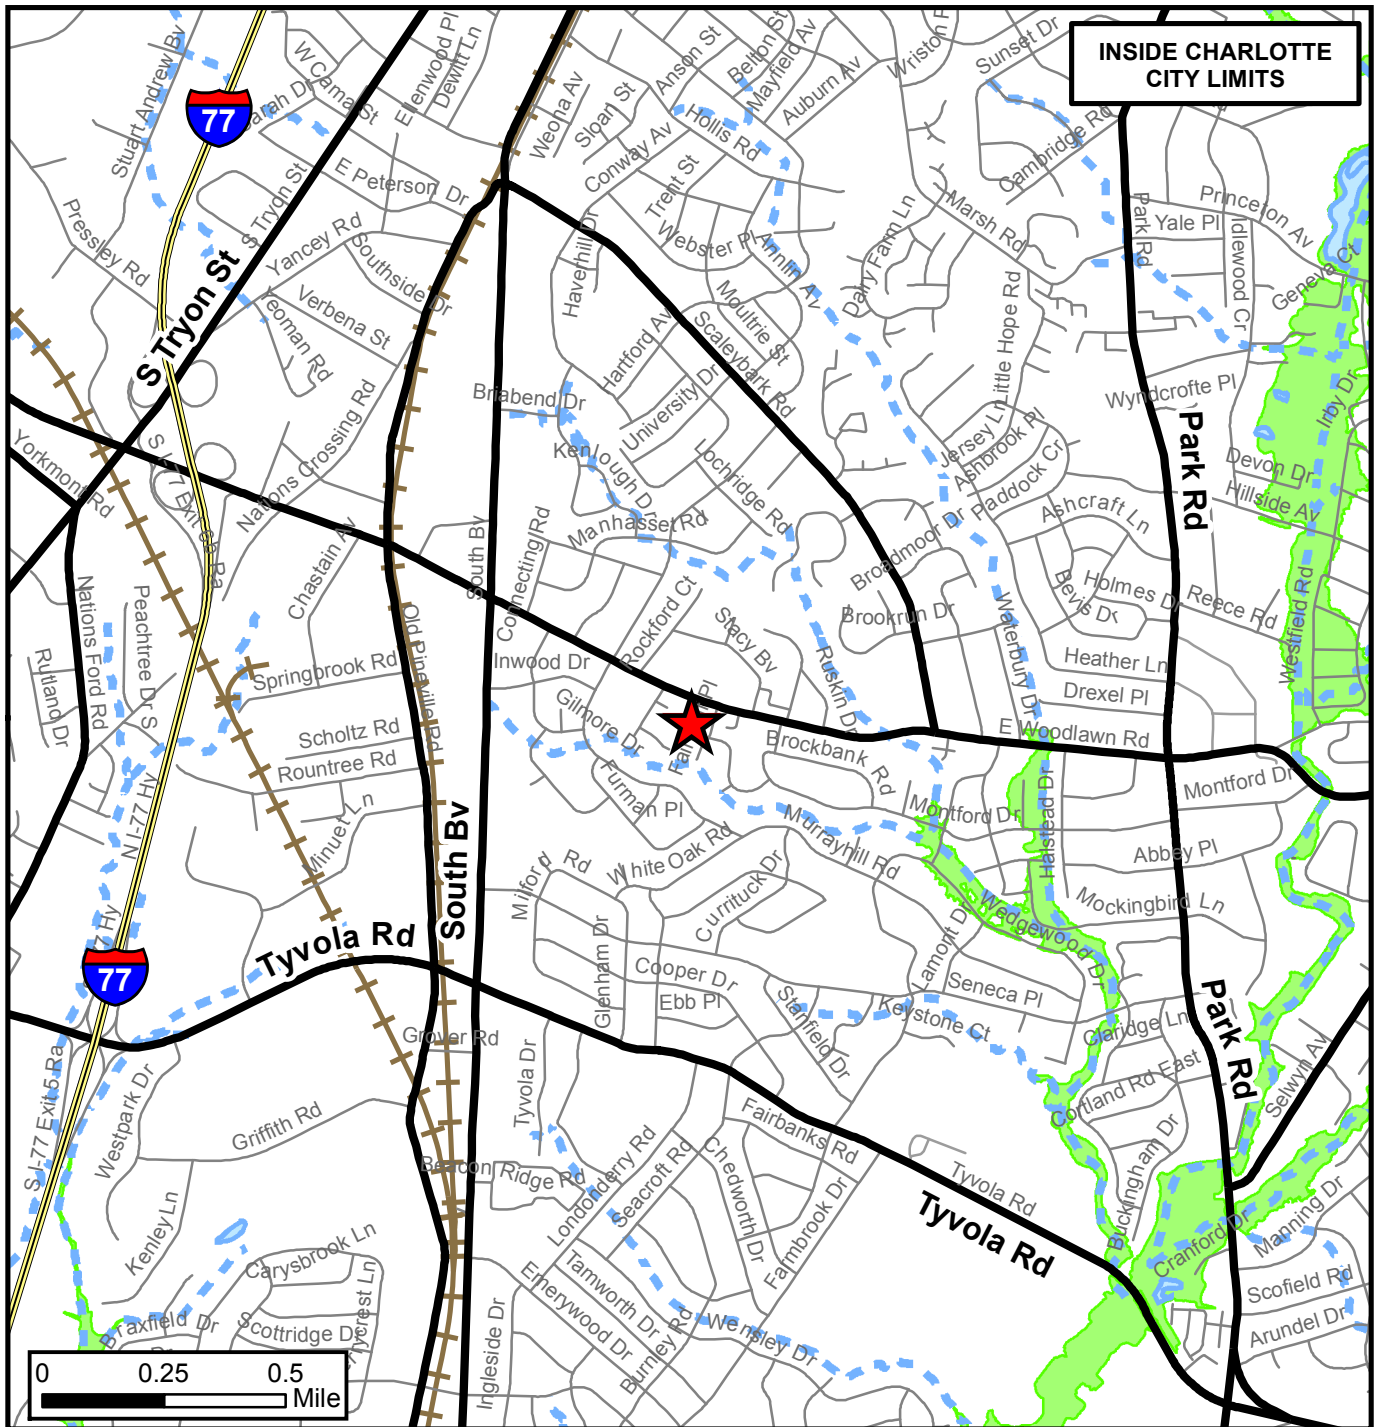 INSIDE CHARLOTTE
CITY LIMITS
77
Stuart Andrew Bv
W Cama St
Ellenwood Pl
Dewitt Ln
Weona Av
Sloan St
Anson St
Belton St
Mayfield Av
Auburn Av
Sunset Dr
Conway Av
Hollis Rd
Trent St
Cambridge Rd
E Peterson Dr
S Tryon St
Pressley Rd
Yancey Rd
Southside Dr
Haverhill Dr
Webster Pl
Annlin Av
Dairy Farm Ln
Marsh Rd
Park Rd
Princeton Av
Yale Pl
Idlewood Cr
Geneva Ct
S Tryon St
Verbena St
Yeoman Rd
Moultrie St
Scaleybark Rd
Hartford Av
University Dr
Little Hope Rd
Jersey Ln
Wyndcrofte Pl
Irby Dr
Briabend Dr
Kenlough Dr
Lochridge Rd
Ashbrook Pl
Paddock Cr
Park Rd
Devon Dr
Hillside Av
Yorkmont Rd
Nations Crossing Rd
Manhasset Rd
Broadmoor Dr
Ashcraft Ln
Chastain Av
South Bv
Connecting Rd
Rockford Ct
Stacy Bv
Brookrun Dr
Bevis Dr
Reece Rd
Westfield Rd
Nations Ford Rd
Peachtree Dr S
Rutland Dr
Old Pineville Rd
Springbrook Rd
Inwood Dr
Ruskin Dr
Waterbury Dr
Heather Ln
Drexel Pl
E Woodlawn Rd
Scholtz Rd
Rountree Rd
Gilmore Dr
Furman Pl
Brockbank Rd
Montford Dr
Montford Dr
Halstead Dr
Minuet Ln
N I-77 Hy
South Bv
Milford Rd
White Oak Rd
Murrayhill Rd
Abbey Pl
Currituck Dr
Mockingbird Ln
Wedgewood Dr
Lamont Dr
Tyvola Rd
77
Glenham Dr
Cooper Dr
Ebb Pl
Stanfield Dr
Seneca Pl
Keystone Ct
Claridge Ln
Park Rd
Grover Rd
Tyvola Dr
Cortland Rd East
Selwyn Av
S I-77 Exit 5 Ra
Westpark Dr
Griffith Rd
Fairbanks Rd
Beacon Ridge Rd
Londonderry Rd
Seacroft Rd
Chedworth Dr
Farmbrook Dr
Tyvola Rd
Tyvola Rd
Buckingham Dr
Cranford Dr
Manning Dr
Kenley Ln
Carysbrook Ln
Tamworth Dr
Emerywood Dr
Burnley Rd
Wensley Dr
Ingleside Dr
Scofield Rd
Arundel Dr
Braxfield Dr
Scottridge Dr
0 0.25 0.5
Mile